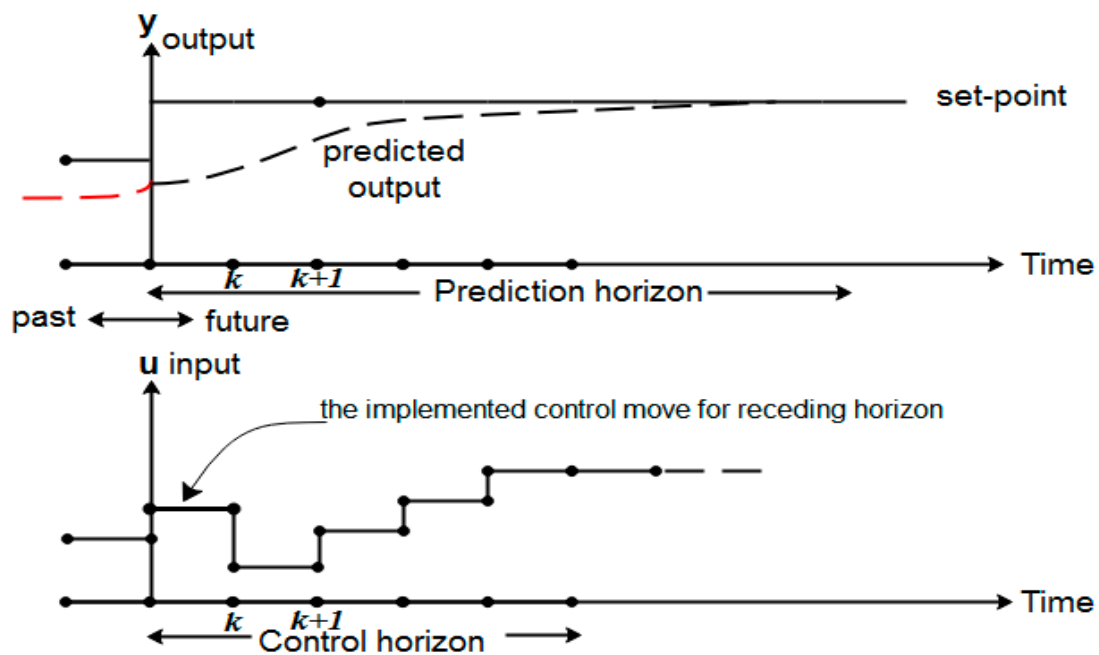 y output
set-point
predicted
output
k k+1
Time
Prediction horizon
past future
u input
the implemented control move for receding horizon
k k+1
Time
Control horizon